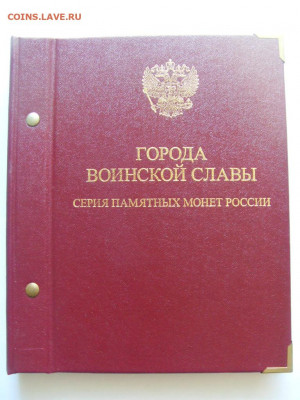 COINS.LAVE.RU
ГОРОДА
ВОИНСКОЙ СЛАВЫ
СЕРИЯ ПАМЯТНЫХ МОНЕТ РОССИИ